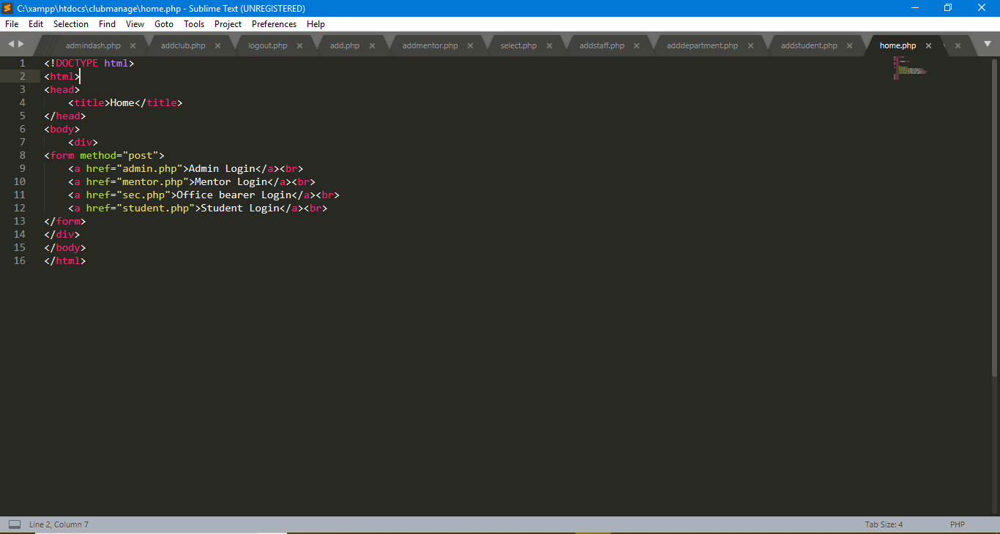 C:\xampp\htdocs\clubmanage\home.php - Sublime Text (UNREGISTERED)
File Edit Selection Find View Goto Tools Project Preferences Help
admindash.php addclub.php logout.php add.php addmentor.php select.php addstaff.php adddepartment.php addstudent.php home.php
1 <!DOCTYPE html>
2 <html>
3 <head>
4 <title>Home</title>
5 </head>
6 <body>
7 <div>
8 <form method="post">
9 <a href="admin.php">Admin Login</a><br>
10 <a href="mentor.php">Mentor Login</a><br>
11 <a href="sec.php">Office bearer Login</a><br>
12 <a href="student.php">Student Login</a><br>
13 </form>
14 </div>
15 </body>
16 </html>
Line 2, Column 7 Tab Size: 4 PHP